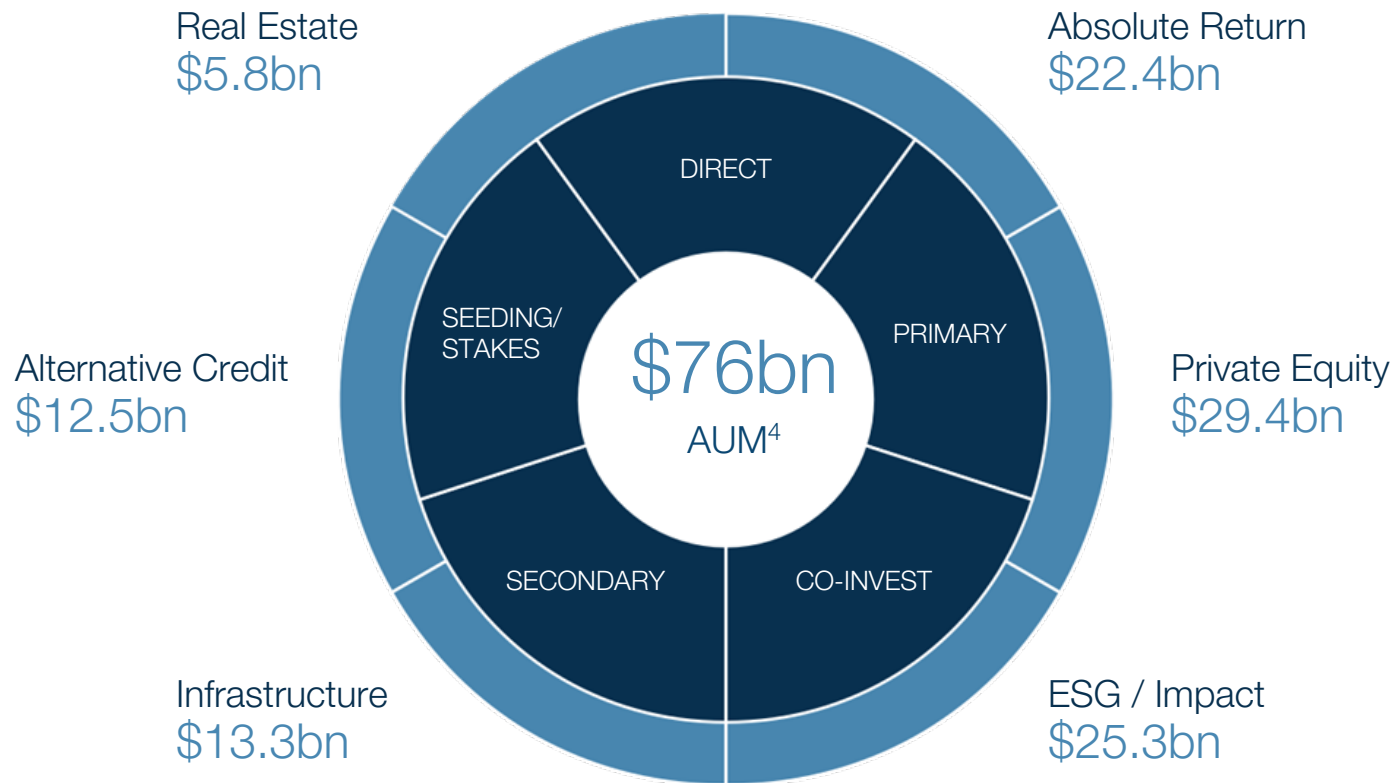 Real Estate
$5.8bn
Absolute Return
$22.4bn
DIRECT
SEEDING/
STAKES
PRIMARY
$76bn
AUM⁴
Alternative Credit
$12.5bn
Private Equity
$29.4bn
SECONDARY
CO-INVEST
Infrastructure
$13.3bn
ESG / Impact
$25.3bn